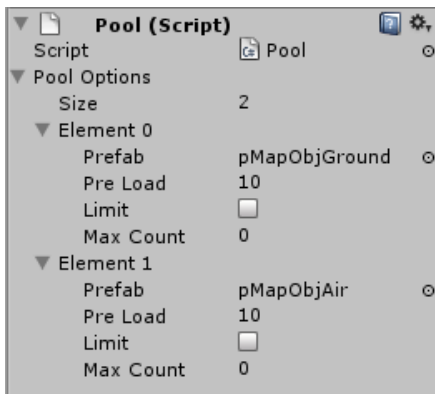 Pool (Script)
Script C# Pool
Pool Options
Size 2
Element 0
Prefab pMapObjGround
Pre Load 10
Limit
Max Count 0
Element 1
Prefab pMapObjAir
Pre Load 10
Limit
Max Count 0